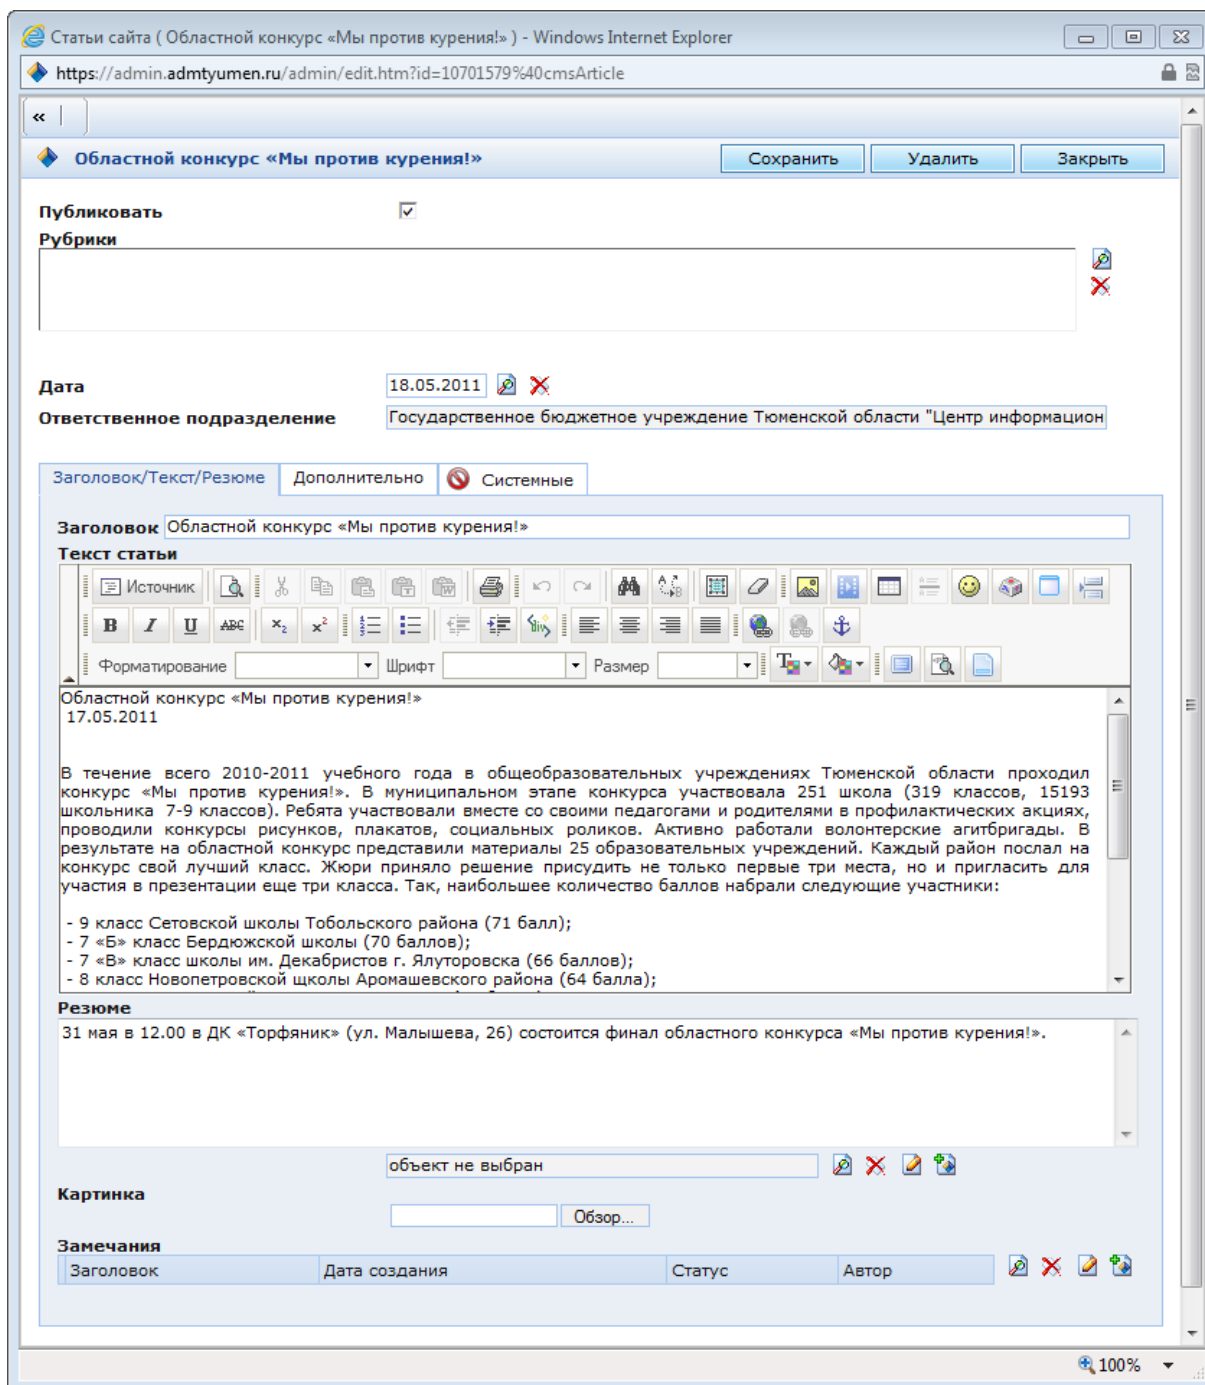 Статьи сайта ( Областной конкурс «Мы против курения!» ) - Windows Internet Explorer
https://admin.admtyumen.ru/admin/edit.htm?id=10701579%40cmsArticle
«
Областной конкурс «Мы против курения!» Сохранить Удалить Закрыть
Публиковать
Рубрики
Дата 18.05.2011
Ответственное подразделение Государственное бюджетное учреждение Тюменской области "Центр информацион
Заголовок/Текст/Резюме Дополнительно Системные
Заголовок Областной конкурс «Мы против курения!»
Текст статьи
Источник
B I U ABC x₂ x²
Форматирование Шрифт Размер
Областной конкурс «Мы против курения!»
17.05.2011
В течение всего 2010-2011 учебного года в общеобразовательных учреждениях Тюменской области проходил
конкурс «Мы против курения!». В муниципальном этапе конкурса участвовала 251 школа (319 классов, 15193
школьника 7-9 классов). Ребята участвовали вместе со своими педагогами и родителями в профилактических акциях,
проводили конкурсы рисунков, плакатов, социальных роликов. Активно работали волонтерские агитбригады. В
результате на областной конкурс представили материалы 25 образовательных учреждений. Каждый район послал на
конкурс свой лучший класс. Жюри приняло решение присудить не только первые три места, но и пригласить для
участия в презентации еще три класса. Так, наибольшее количество баллов набрали следующие участники:
- 9 класс Сетовской школы Тобольского района (71 балл);
- 7 «Б» класс Бердюжской школы (70 баллов);
- 7 «В» класс школы им. Декабристов г. Ялуторовска (66 баллов);
- 8 класс Новопетровской щколы Аромашевского района (64 балла);
Резюме
31 мая в 12.00 в ДК «Торфяник» (ул. Малышева, 26) состоится финал областного конкурса «Мы против курения!».
объект не выбран
Картинка
Обзор...
Замечания
Заголовок Дата создания Статус Автор
100%